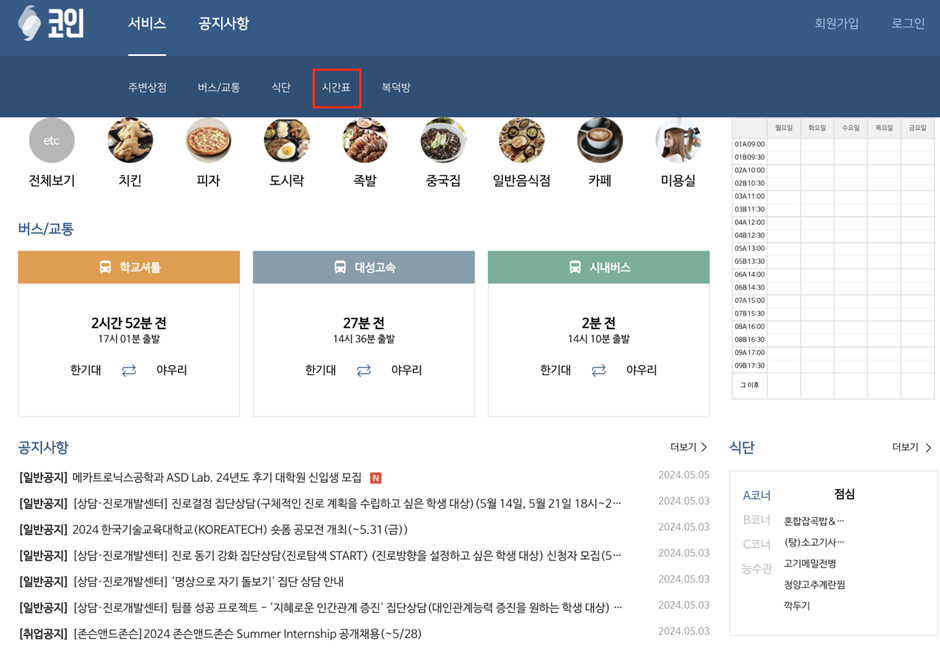 코인
서비스 공지사항 회원가입 로그인
주변상점 버스/교통 식단 시간표 복덕방
etc
전체보기 치킨 피자 도시락 족발 중국집 일반음식점 카페 미용실
월요일 화요일 수요일 목요일 금요일
01A09:00
01B09:30
02A10:00
02B10:30
03A11:00
03B11:30
04A12:00
04B12:30
05A13:00
05B13:30
06A14:00
06B14:30
07A15:00
07B15:30
08A16:00
08B16:30
09A17:00
09B17:30
그 이후
버스/교통
학교셔틀
2시간 52분 전
17시 01분 출발
한기대 야우리
대성고속
27분 전
14시 36분 출발
한기대 야우리
시내버스
2분 전
14시 10분 출발
한기대 야우리
공지사항 더보기
[일반공지] 메카트로닉스공학과 ASD Lab. 24년도 후기 대학원 신입생 모집 N 2024.05.05
[일반공지] [상담·진로개발센터] 진로결정 집단상담(구체적인 진로 계획을 수립하고 싶은 학생 대상) (5월 14일, 5월 21일 18시~2··· 2024.05.03
[일반공지] 2024 한국기술교육대학교(KOREATECH) 숏폼 공모전 개최(~5.31(금)) 2024.05.03
[일반공지] [상담·진로개발센터] 진로 동기 강화 집단상담<진로탐색 START> (진로방향을 설정하고 싶은 학생 대상) 신청자 모집(5··· 2024.05.03
[일반공지] [상담·진로개발센터] '명상으로 자기 돌보기' 집단 상담 안내 2024.05.03
[일반공지] [상담·진로개발센터] 팀플 성공 프로젝트 - '지혜로운 인간관계 증진' 집단상담(대인관계능력 증진을 원하는 학생 대상) ··· 2024.05.03
[취업공지] [존슨앤드존슨] 2024 존슨앤드존슨 Summer Internship 공개채용(~5/28) 2024.05.03
식단 더보기
A코너
B코너
C코너
능수관
점심
혼합잡곡밥&···
(탕)소고기사···
고기메밀전병
청양고추계란찜
깍두기